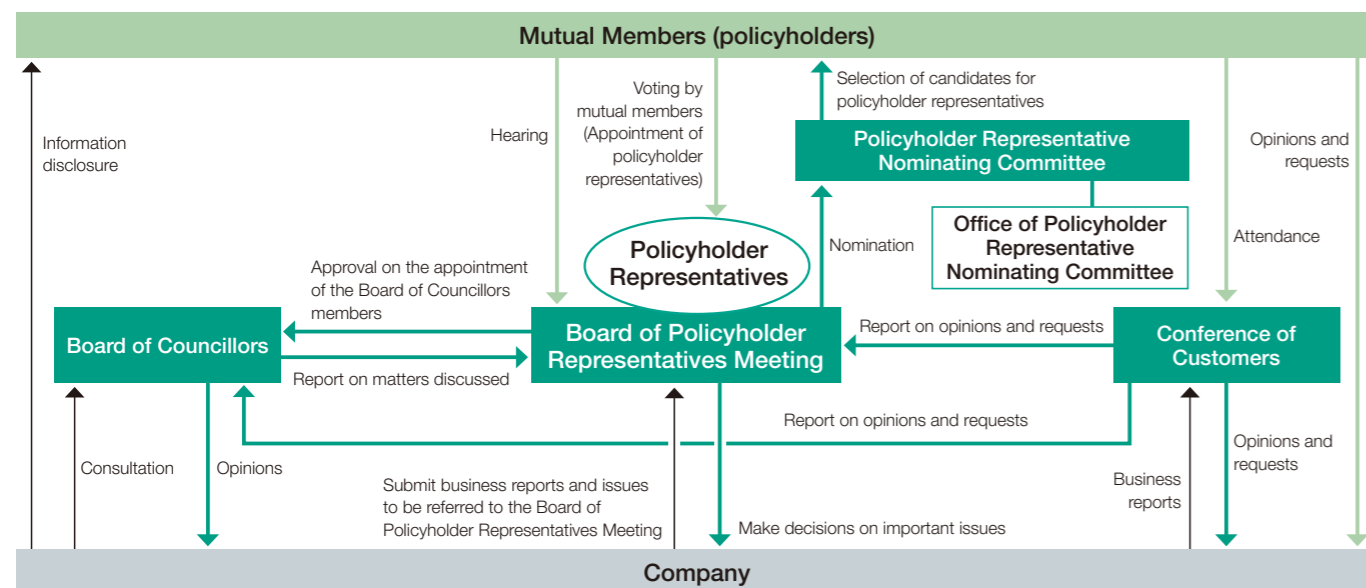 Mutual Members (policyholders)
Information
disclosure
Hearing
Voting by
mutual members
(Appointment of
policyholder
representatives)
Selection of candidates for
policyholder representatives
Policyholder Representative
Nominating Committee
Opinions and
requests
Office of Policyholder
Representative
Nominating Committee
Nomination
Attendance
Policyholder
Representatives
Approval on the appointment
of the Board of Councillors
members
Board of Councillors
Board of Policyholder
Representatives Meeting
Report on opinions and requests
Conference of
Customers
Report on matters discussed
Report on opinions and requests
Consultation
Opinions
Submit business reports and issues
to be referred to the Board of
Policyholder Representatives Meeting
Make decisions on important issues
Business
reports
Opinions and
requests
Company